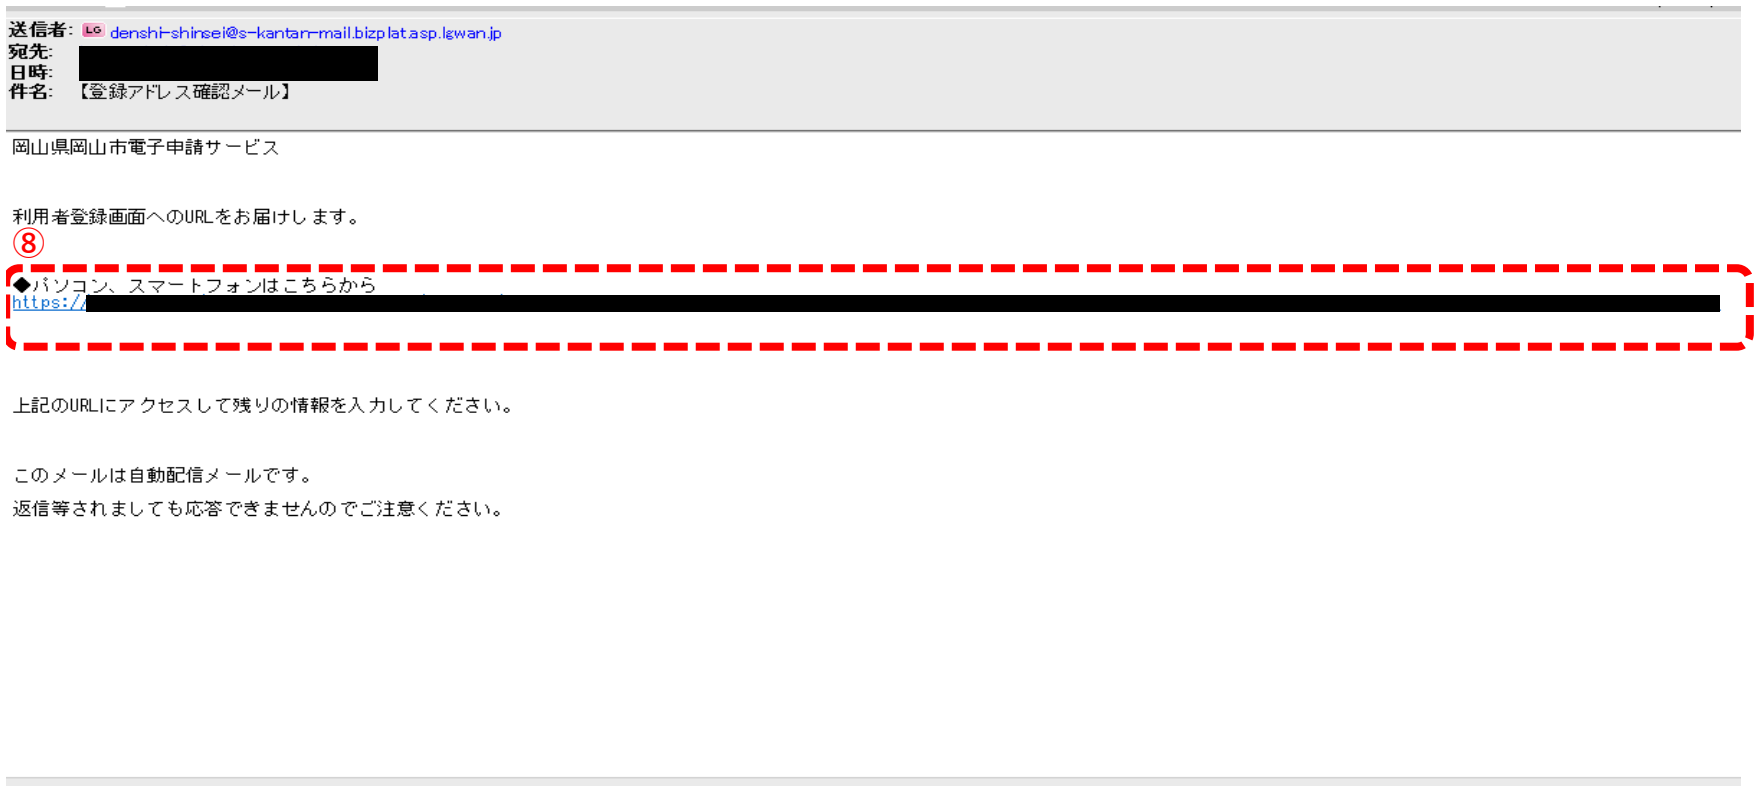 送信者: LG denshi-shinsei@s-kantan-mail.bizplat.asp.lgwan.jp
宛先:
日時:
件名: 【登録アドレス確認メール】
岡山県岡山市電子申請サービス
利用者登録画面へのURLをお届けします。
⑧
◆パソコン、スマートフォンはこちらから
https://
上記のURLにアクセスして残りの情報を入力してください。
このメールは自動配信メールです。
返信等されましても応答できませんのでご注意ください。